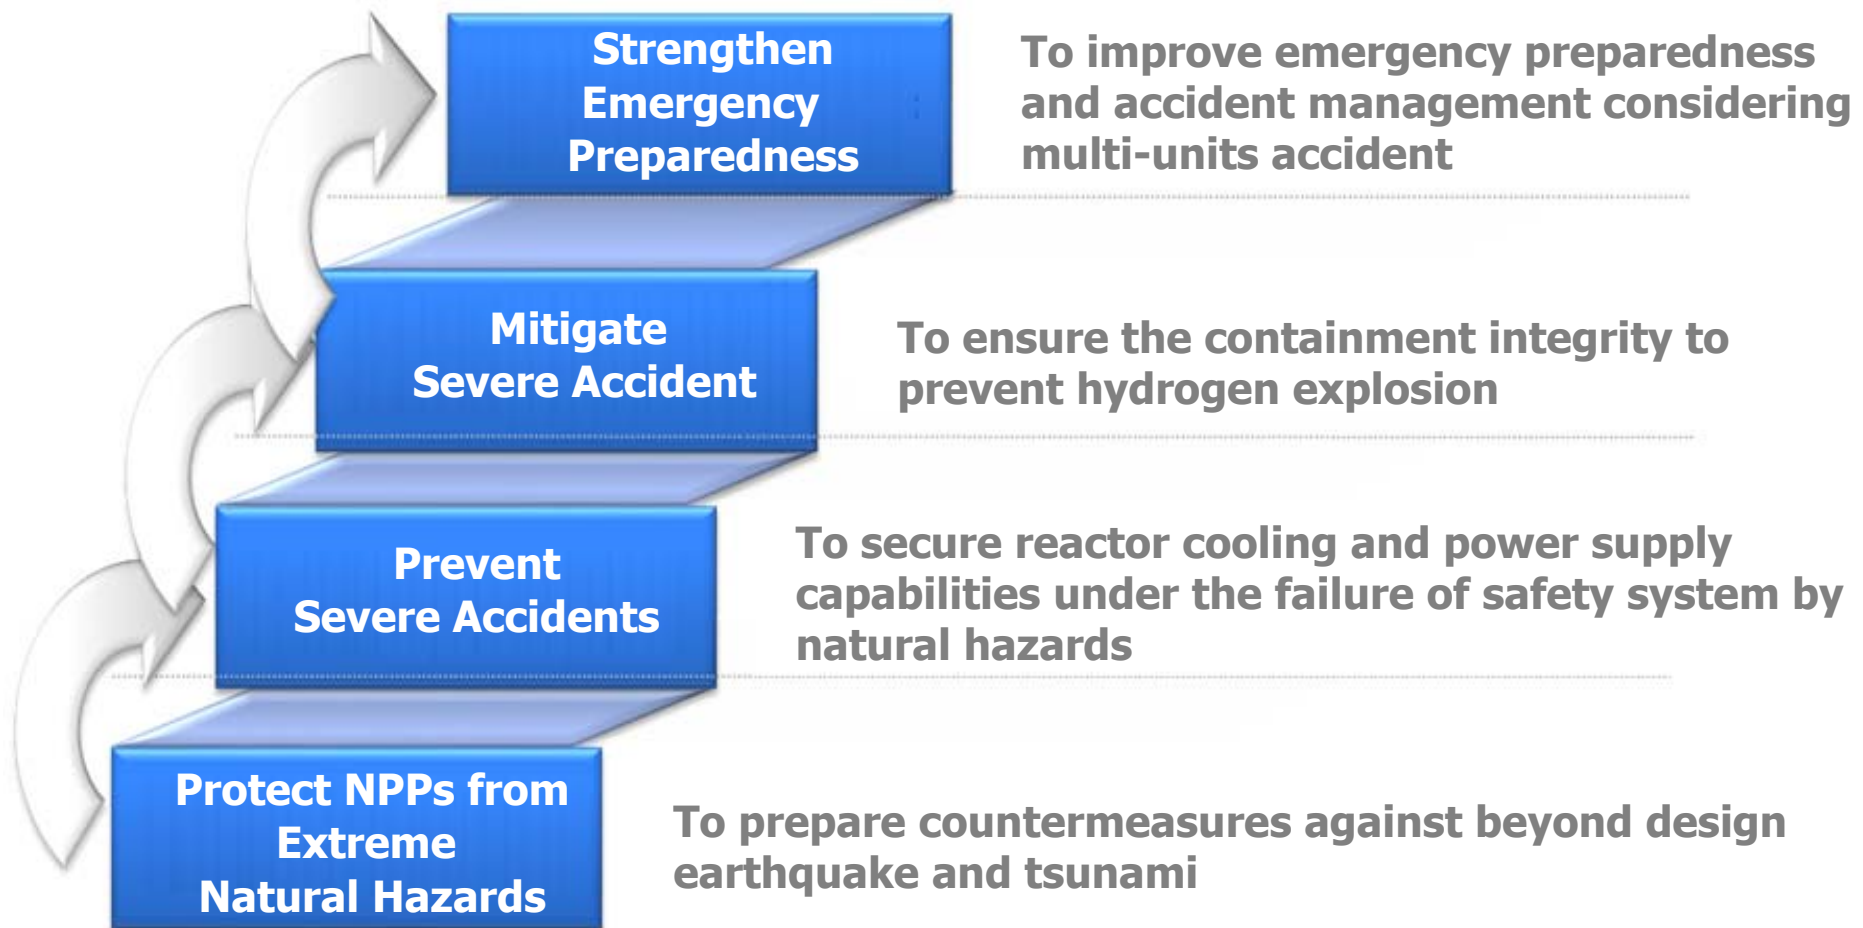 Strengthen
Emergency
Preparedness
To improve emergency preparedness
and accident management considering
multi-units accident
Mitigate
Severe Accident
To ensure the containment integrity to
prevent hydrogen explosion
Prevent
Severe Accidents
To secure reactor cooling and power supply
capabilities under the failure of safety system by
natural hazards
Protect NPPs from
Extreme
Natural Hazards
To prepare countermeasures against beyond design
earthquake and tsunami